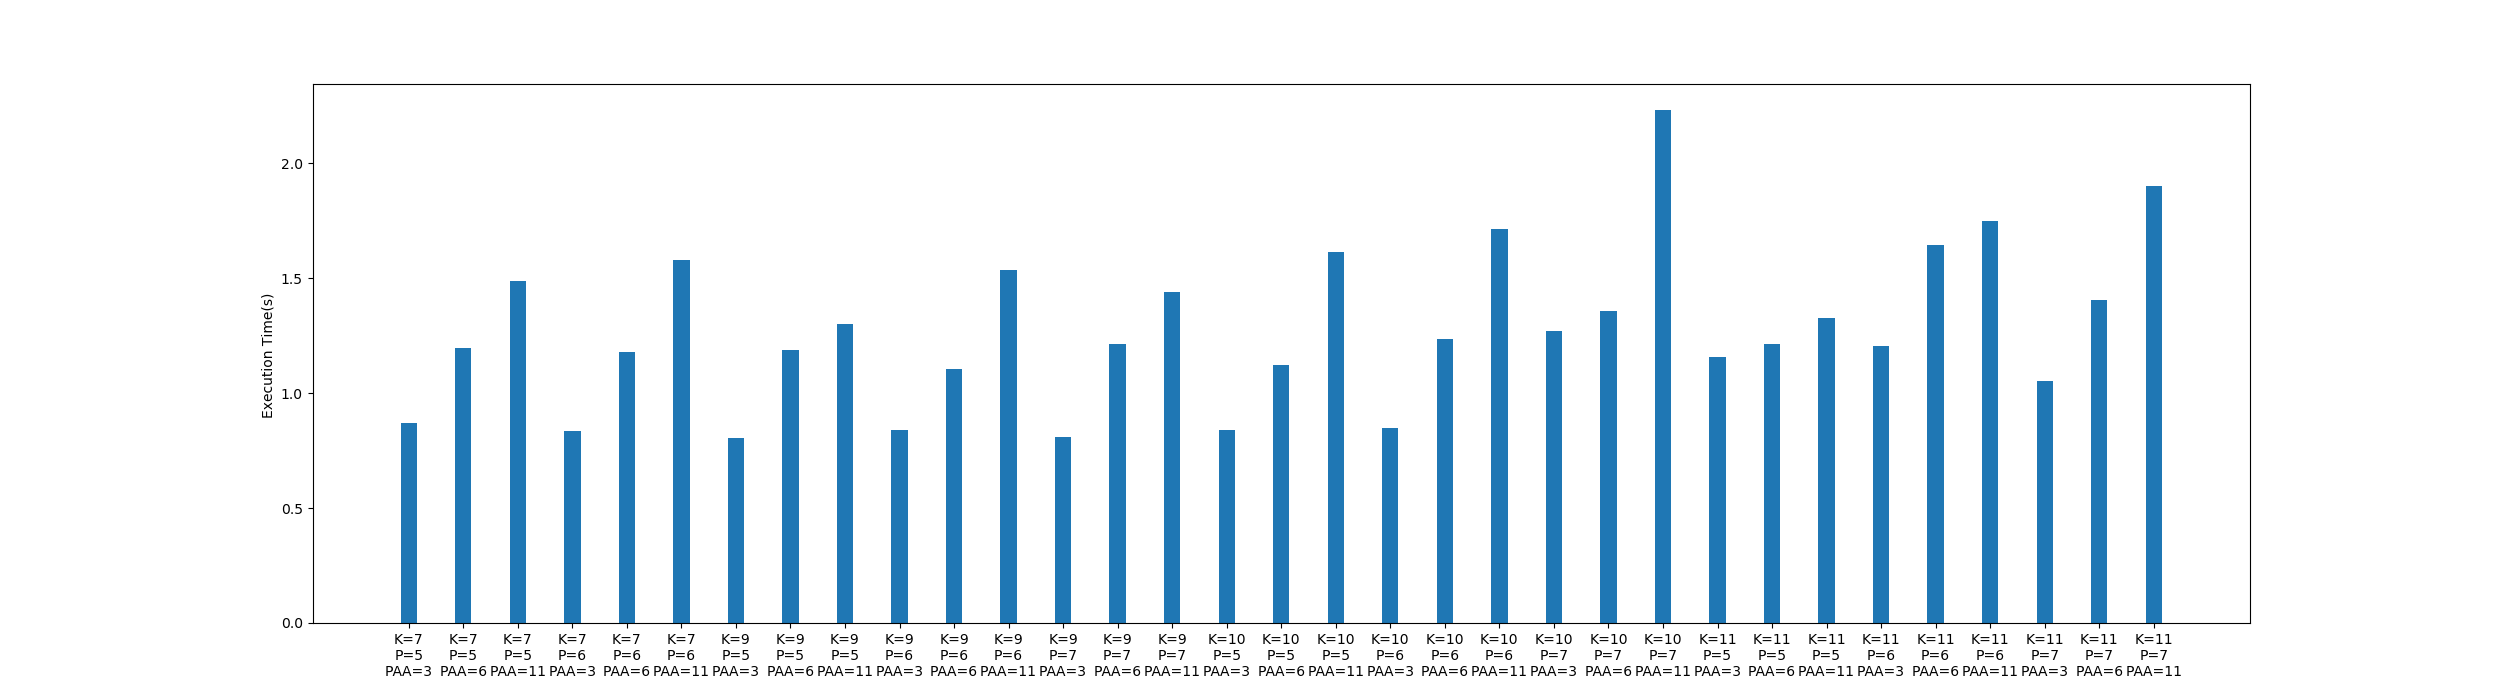 2.0
1.5
1.0
0.5
0.0
Execution Time(s)
K=7 K=7 K=7 K=7 K=7 K=7 K=9 K=9 K=9 K=9 K=9 K=9 K=9 K=9 K=9 K=10 K=10 K=10 K=10 K=10 K=10 K=10 K=10 K=10 K=11 K=11 K=11 K=11 K=11 K=11 K=11 K=11 K=11
P=5 P=5 P=5 P=6 P=6 P=6 P=5 P=5 P=5 P=6 P=6 P=6 P=7 P=7 P=7 P=5 P=5 P=5 P=6 P=6 P=6 P=7 P=7 P=7 P=5 P=5 P=5 P=6 P=6 P=6 P=7 P=7 P=7
PAA=3 PAA=6 PAA=11 PAA=3 PAA=6 PAA=11 PAA=3 PAA=6 PAA=11 PAA=3 PAA=6 PAA=11 PAA=3 PAA=6 PAA=11 PAA=3 PAA=6 PAA=11 PAA=3 PAA=6 PAA=11 PAA=3 PAA=6 PAA=11 PAA=3 PAA=6 PAA=11 PAA=3 PAA=6 PAA=11 PAA=3 PAA=6 PAA=11